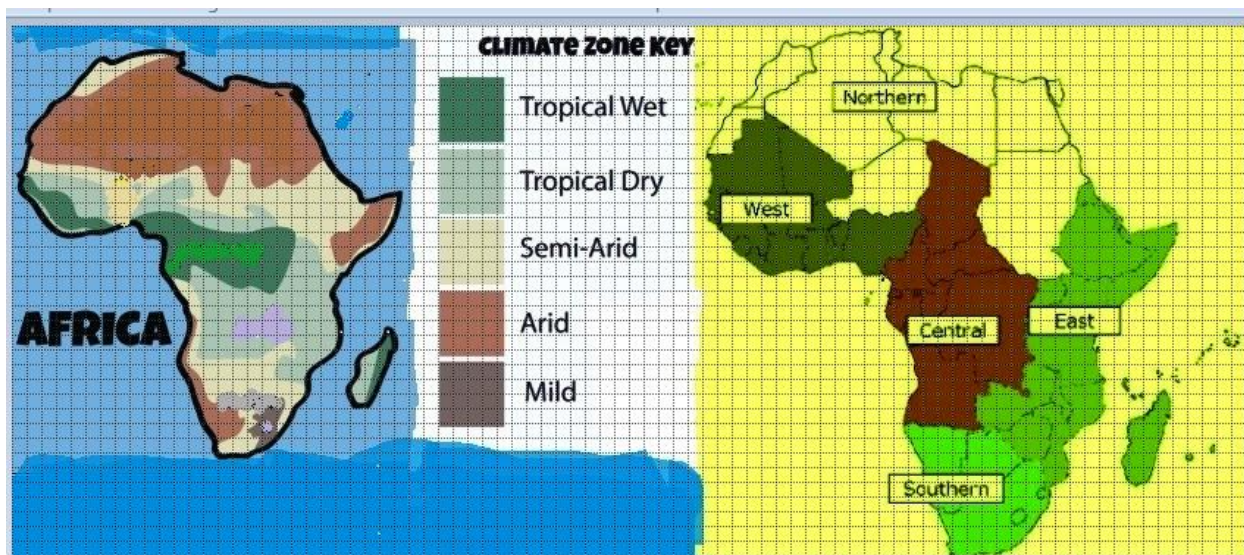 CLIMATE ZONE KEY
Tropical Wet
Tropical Dry
Semi-Arid
Arid
Mild
AFRICA
Northern
West
Central
East
Southern